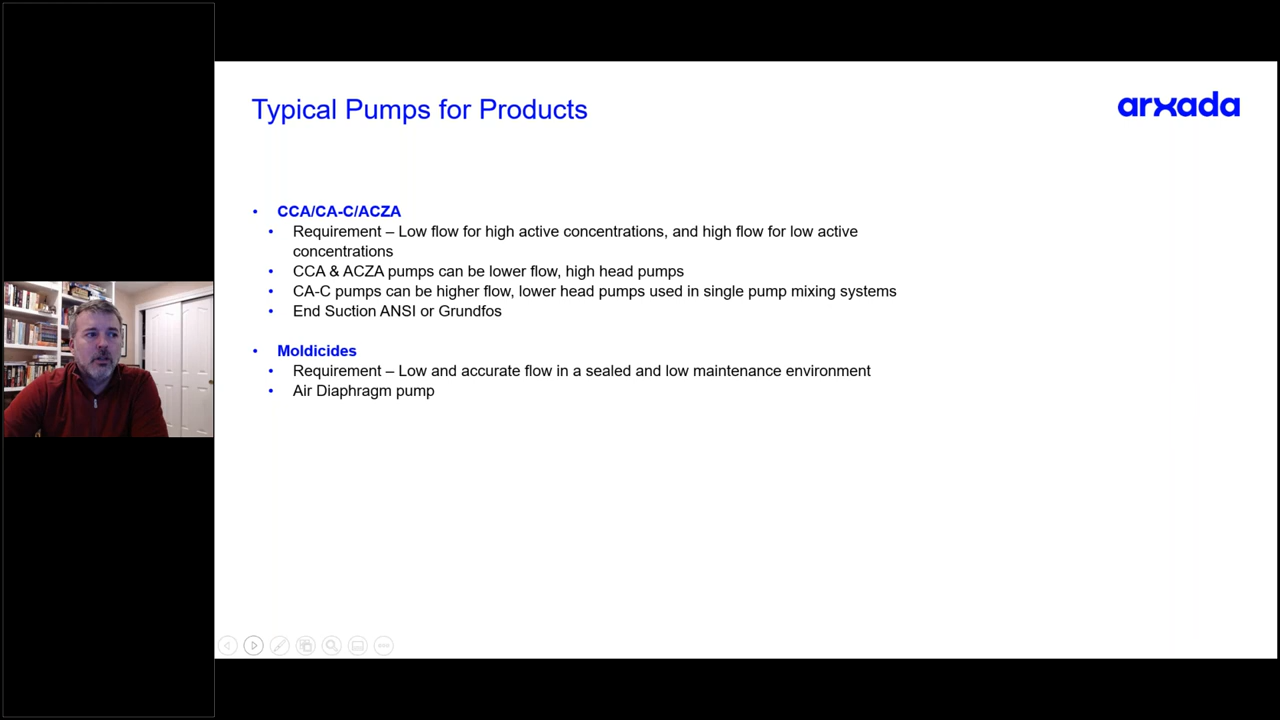 Typical Pumps for Products
arxada
• CCA/CA-C/ACZA
• Requirement – Low flow for high active concentrations, and high flow for low active
concentrations
• CCA & ACZA pumps can be lower flow, high head pumps
• CA-C pumps can be higher flow, lower head pumps used in single pump mixing systems
• End Suction ANSI or Grundfos
• Moldicides
• Requirement – Low and accurate flow in a sealed and low maintenance environment
• Air Diaphragm pump